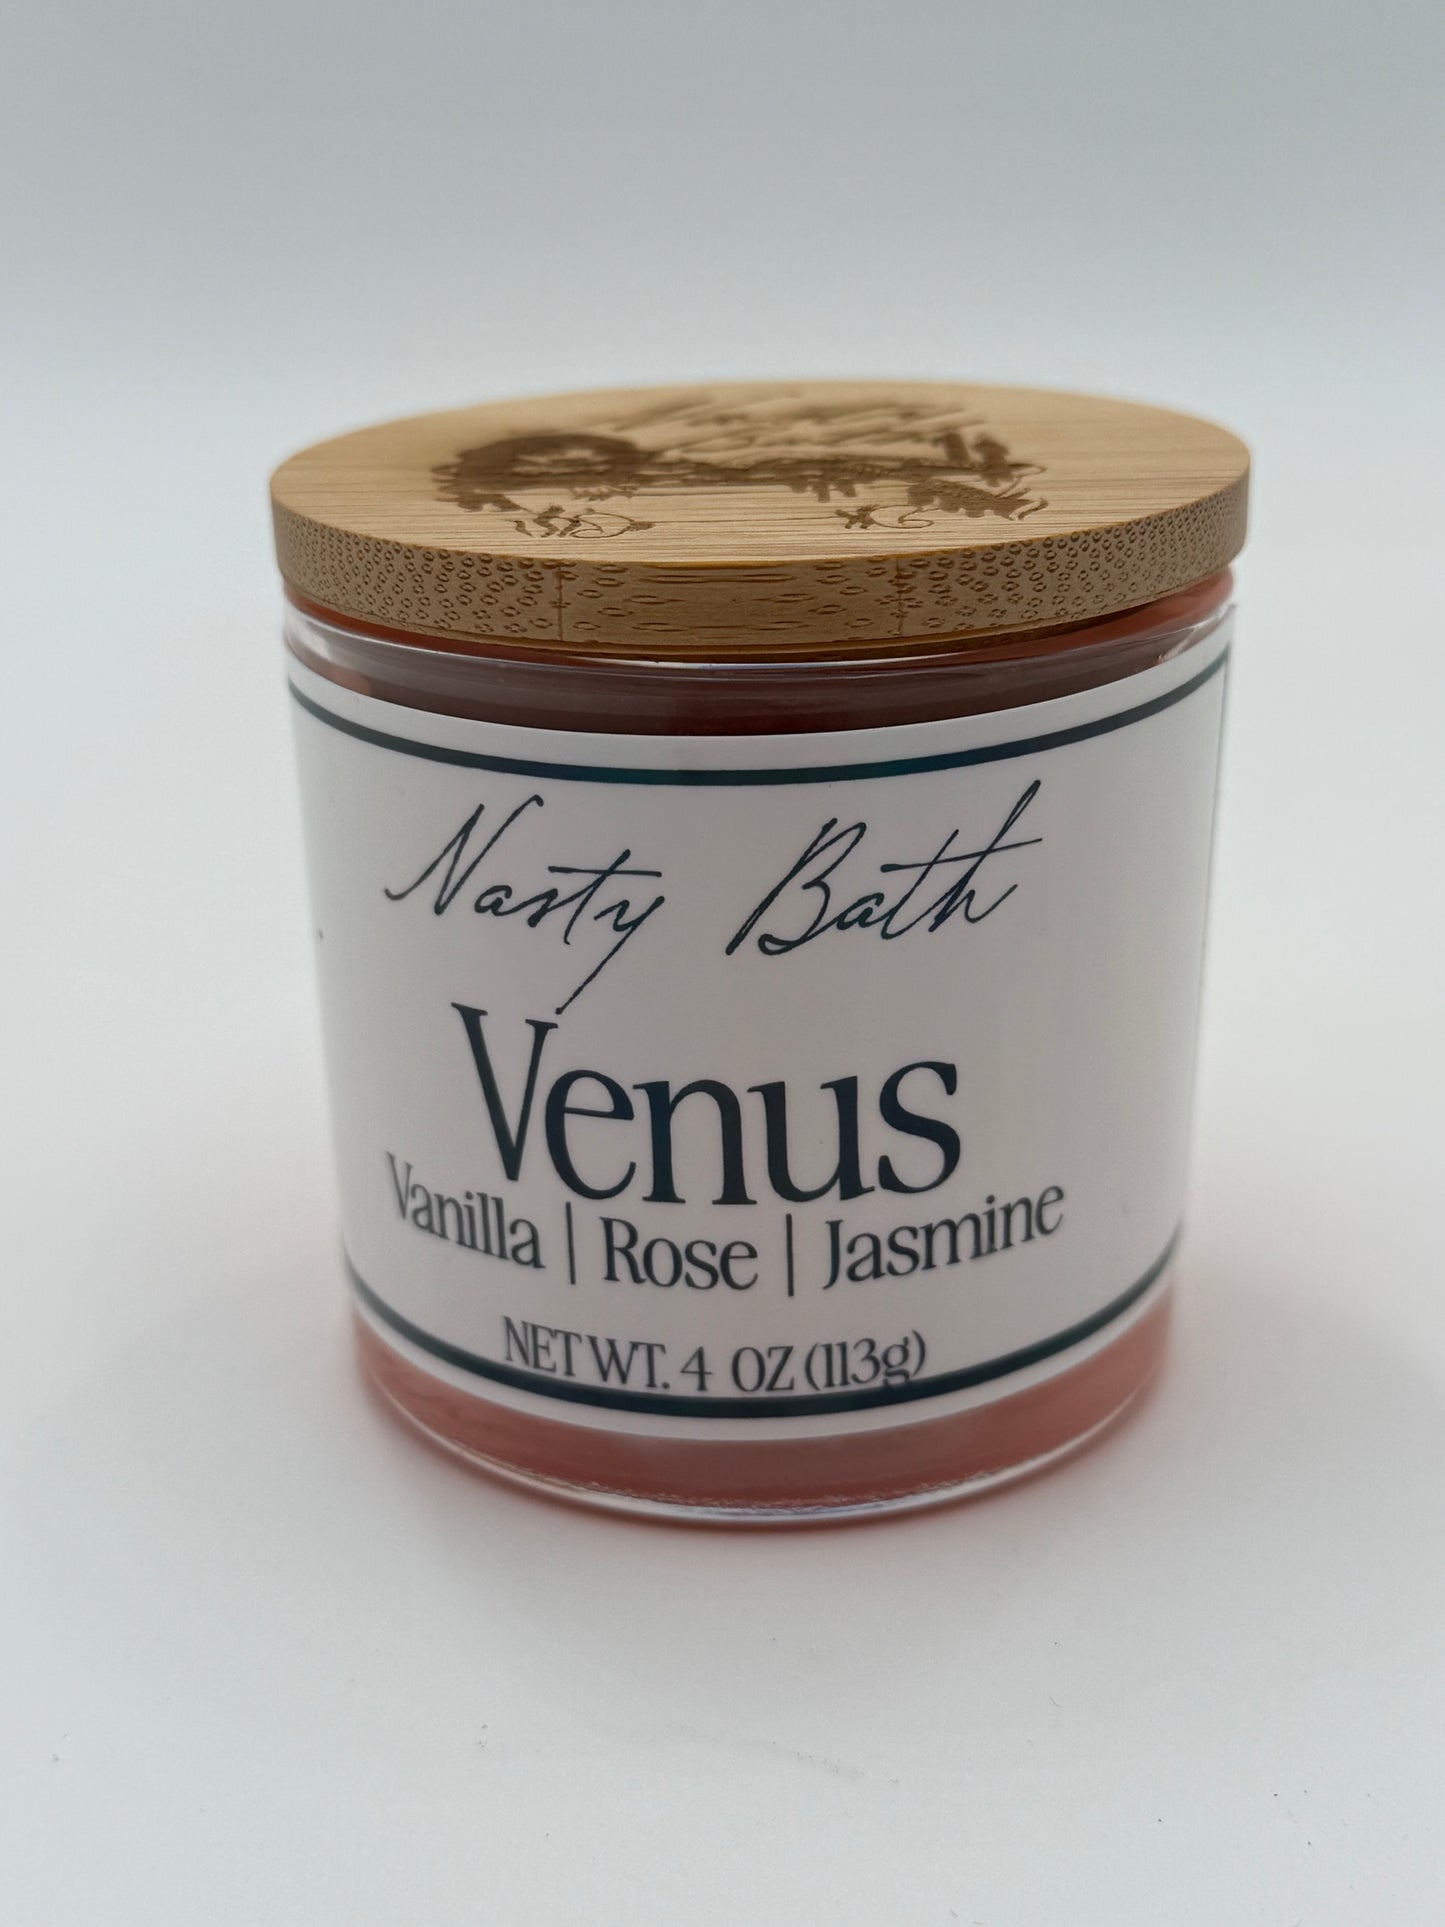 Nasty Bath
Venus
Vanilla | Rose | Jasmine
NET WT. 4 OZ (113g)